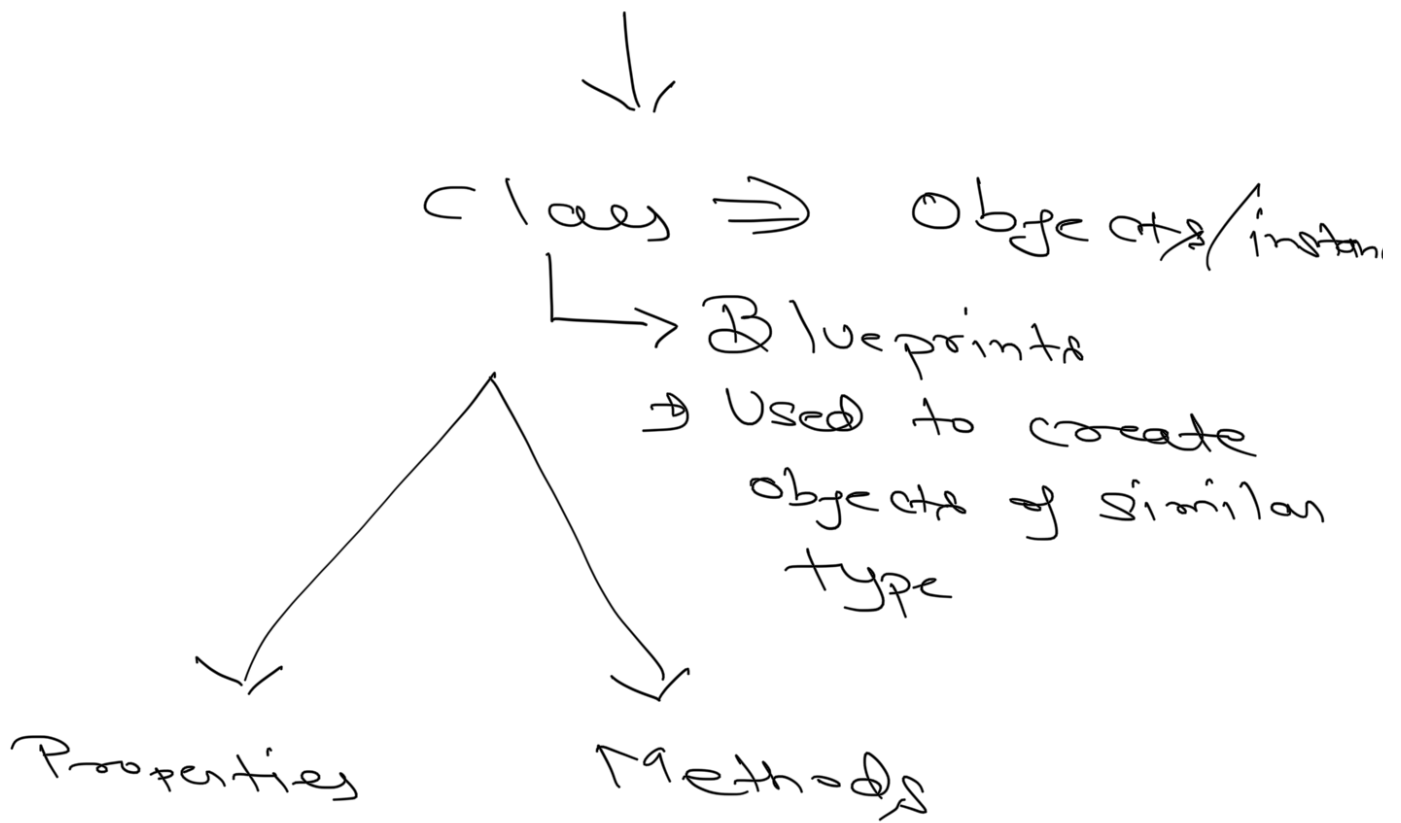 Class ⇒ Objects/instan
Blueprints
⇒ Used to create
objects of similar
type
Properties Methods